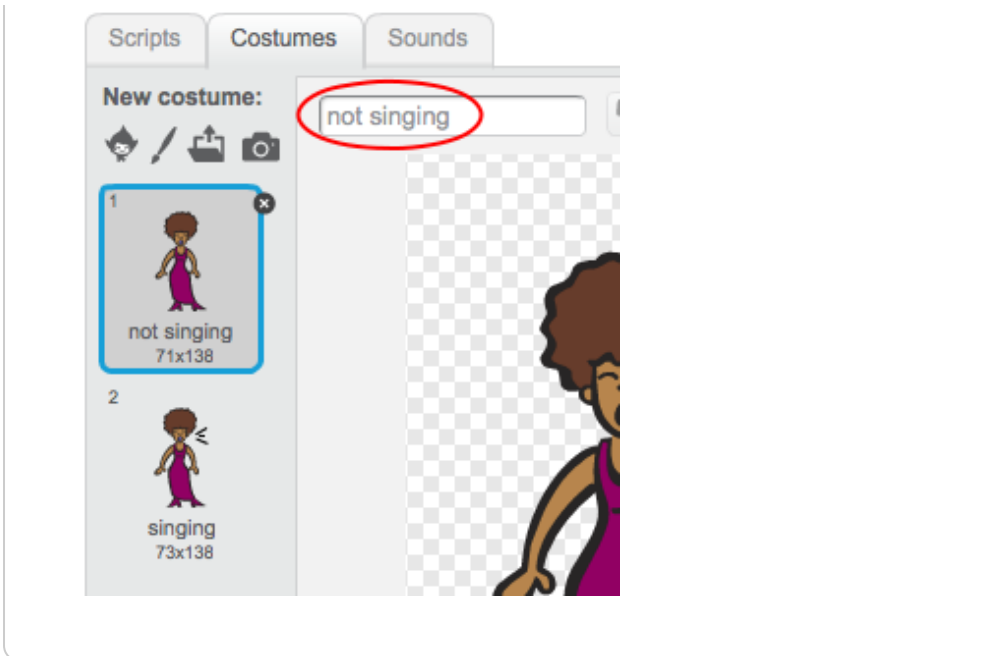 Scripts Costumes Sounds
New costume:
not singing
1
not singing
71x138
2
singing
73x138